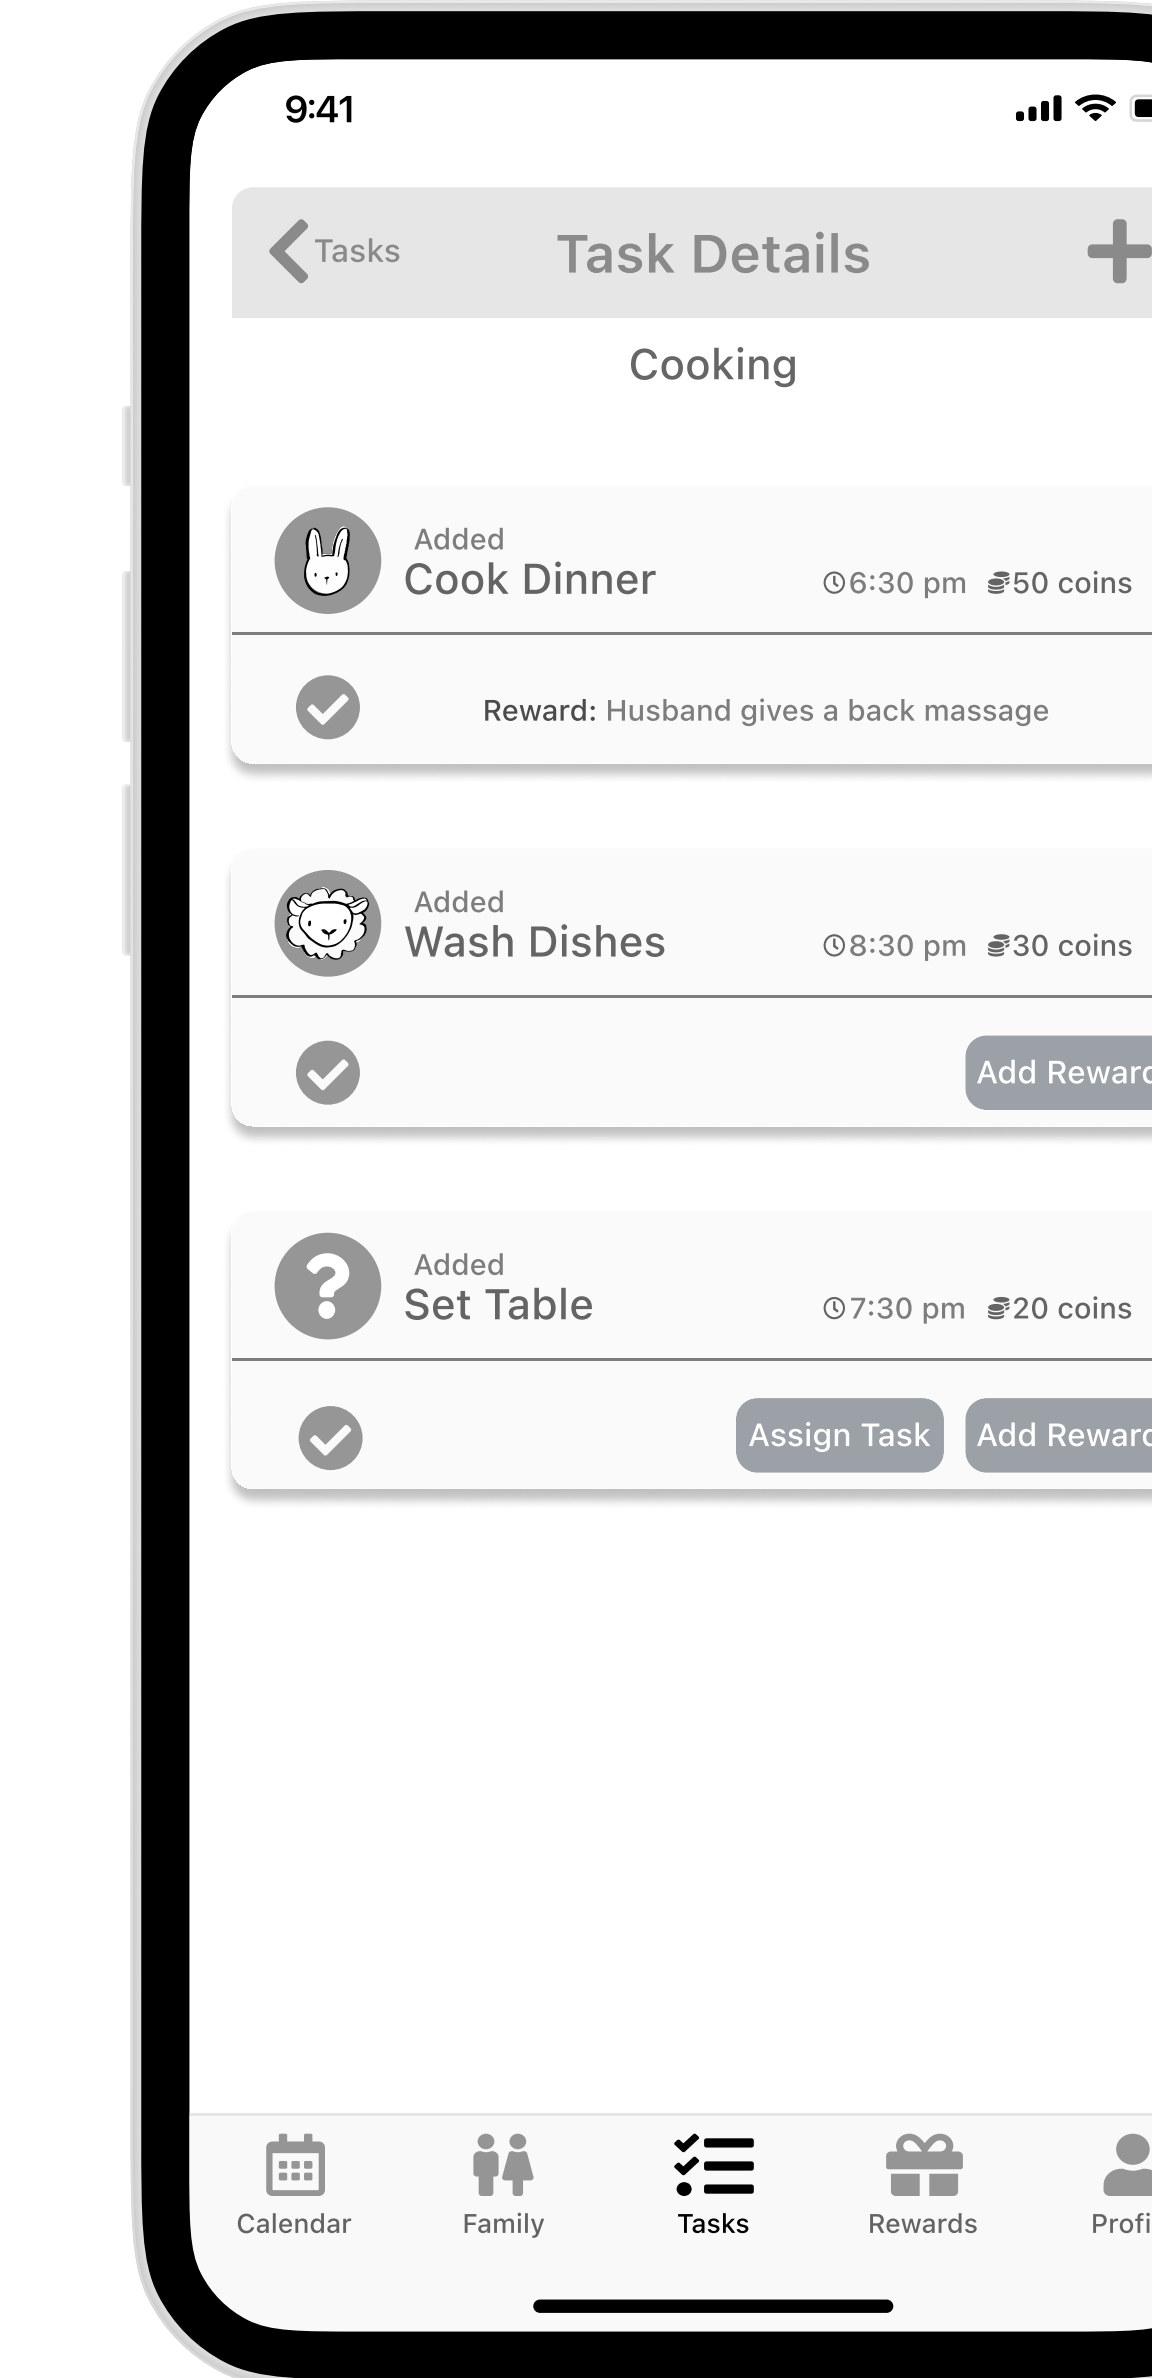 9:41
Tasks
Task Details
Cooking
Added
Cook Dinner
6:30 pm 50 coins
Reward: Husband gives a back massage
Added
Wash Dishes
8:30 pm 30 coins
Add Reward
?
Added
Set Table
7:30 pm 20 coins
Assign Task Add Reward
Calendar Family Tasks Rewards Profi